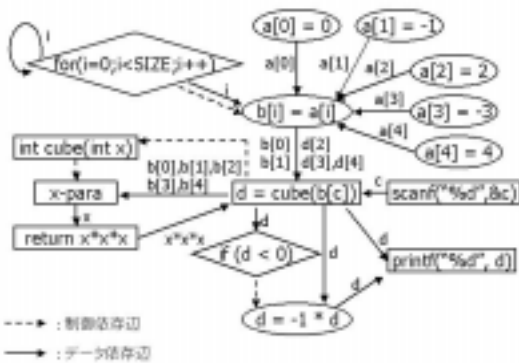 a[0] = 0
a[1] = -1
i
for(i=0;i<SIZE;i++)
a[0]
a[1]
a[2]
a[2] = 2
i
a[3]
a[3] = -3
b[i] = a[i]
a[4]
a[4] = 4
int cube(int x)
b[0] d[2]
b[1] d[3],d[4]
b[0],b[1],b[2]
b[3],b[4]
x-para
d = cube(b[c])
c
scanf("%d",&c)
x
d
return x*x*x
x*x*x
if (d < 0)
d
d
printf("%d", d)
d
d = -1 * d
: 制御依存辺
: データ依存辺